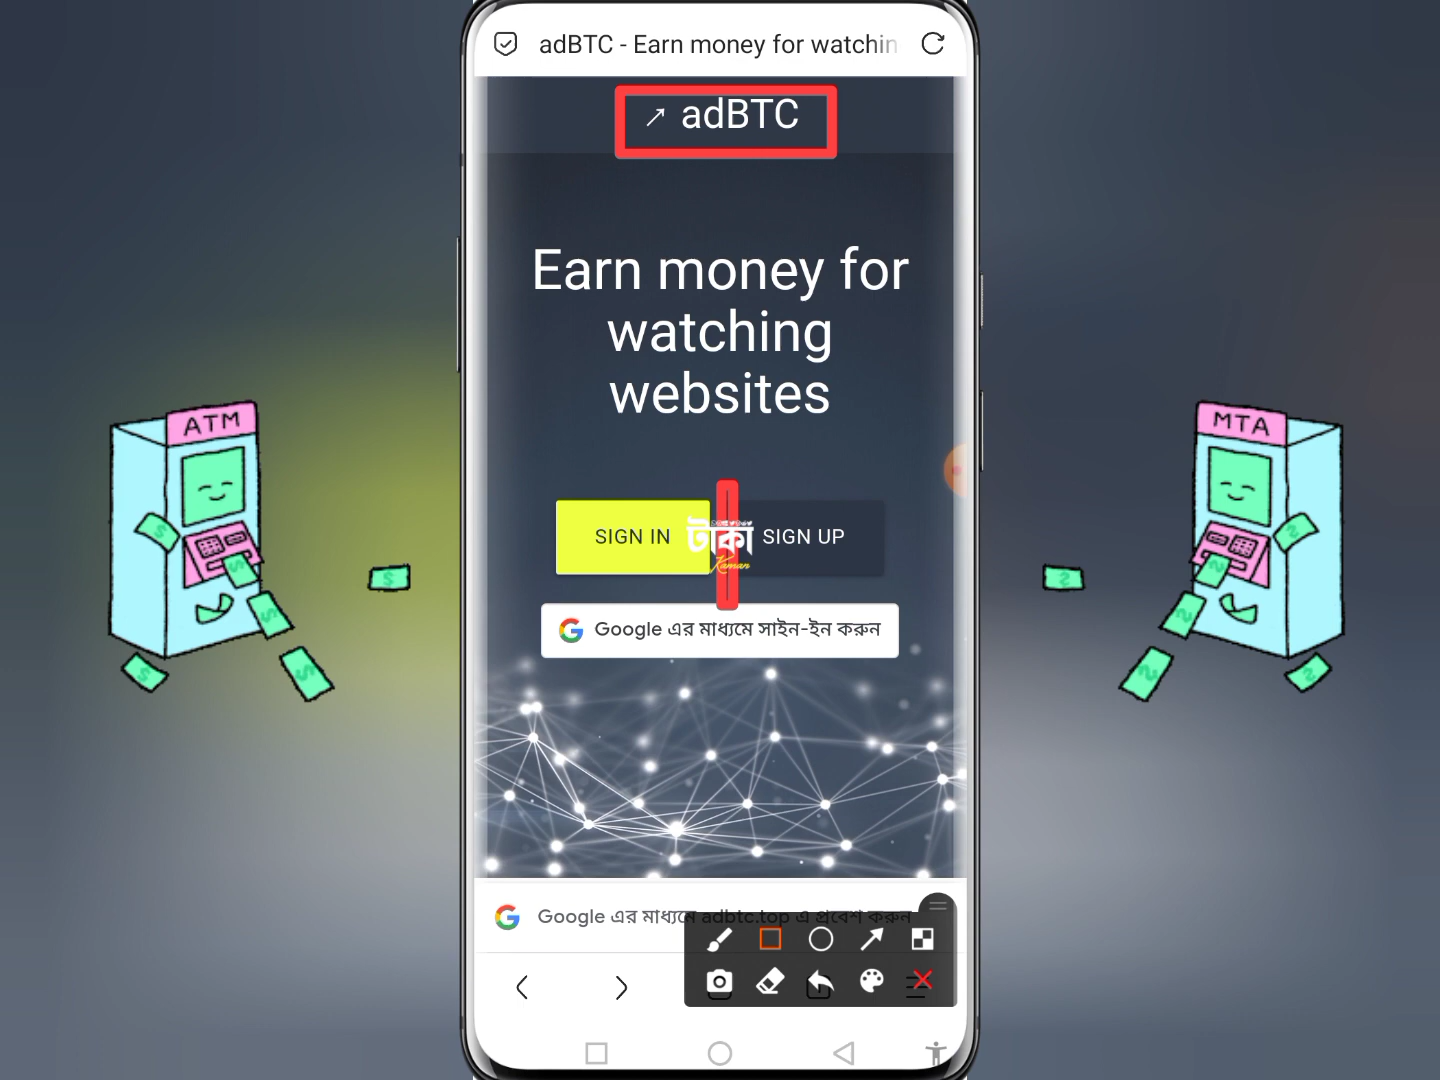 adBTC - Earn money for watchin
↗ adBTC
Earn money for
watching
websites
ATM
MTA
SIGN IN
টাকা
Kaman
SIGN UP
Google এর মাধ্যমে সাইন-ইন করুন
Google এর মাধ্যমে adbtc.top এ প্রবেশ করুন